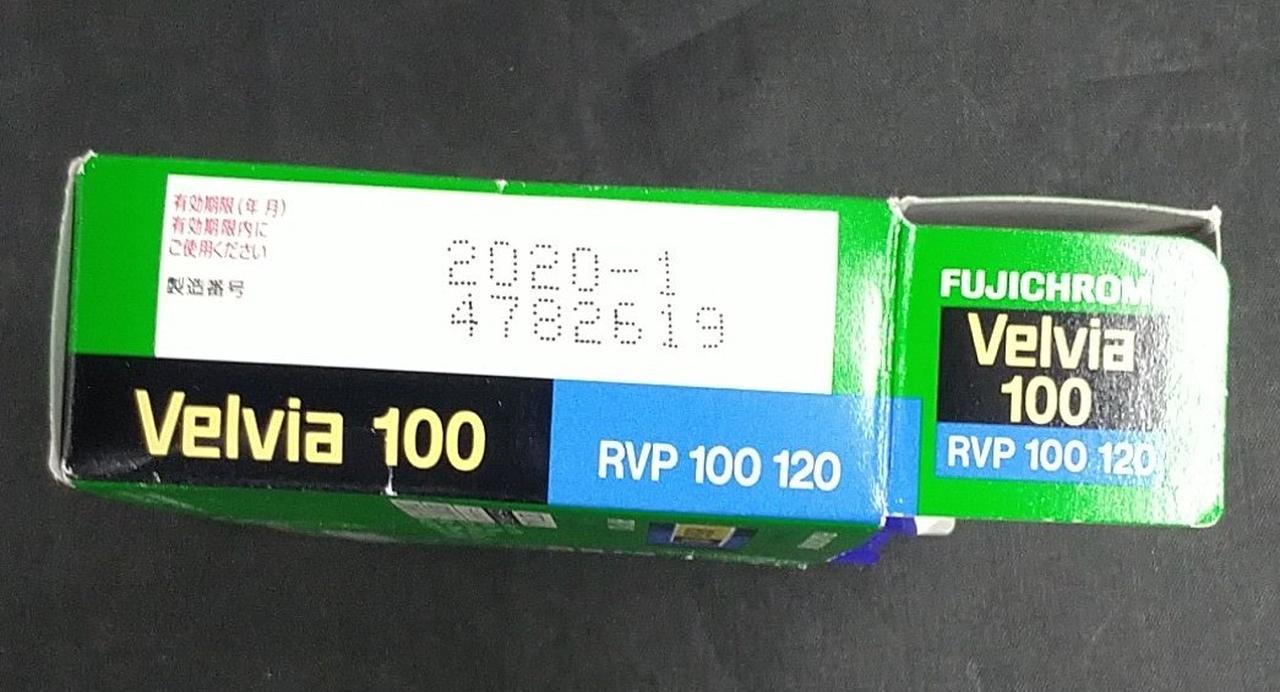 有効期限(年 月)
有効期限内に
ご使用ください
製造番号
2020-1
4782619
Velvia 100
RVP 100 120
FUJICHROME
Velvia
100
RVP 100 120